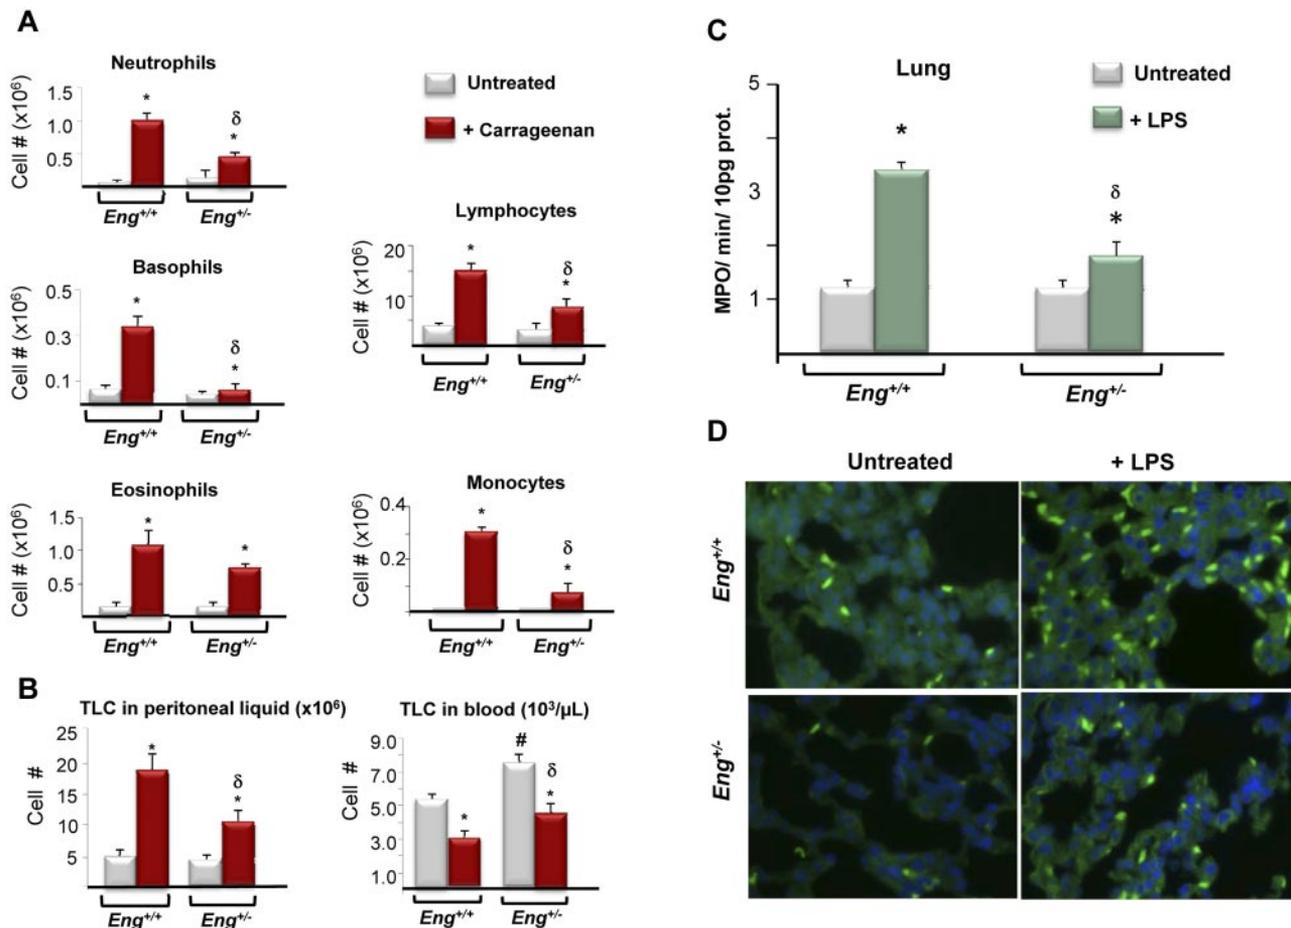 A
Neutrophils
Cell # (x10⁶)
1.5
1.0
0.5
*
δ
*
Eng+/+
Eng+/-
Untreated
+ Carrageenan
Basophils
Cell # (x10⁶)
0.5
0.3
0.1
*
δ
*
Eng+/+
Eng+/-
Lymphocytes
Cell # (x10⁶)
20
10
*
δ
*
Eng+/+
Eng+/-
Eosinophils
Cell # (x10⁶)
1.5
1.0
0.5
*
*
Eng+/+
Eng+/-
Monocytes
Cell # (x10⁶)
0.4
0.2
*
δ
*
Eng+/+
Eng+/-
B
TLC in peritoneal liquid (x10⁶)
Cell #
25
20
15
10
5
*
δ
*
Eng+/+
Eng+/-
TLC in blood (10³/µL)
Cell #
9.0
7.0
5.0
3.0
1.0
*
#
δ
*
Eng+/+
Eng+/-
C
Lung
Untreated
+ LPS
MPO/ min/ 10pg prot.
5
3
1
*
δ
*
Eng+/+
Eng+/-
D
Untreated
+ LPS
Eng+/+
Eng+/-